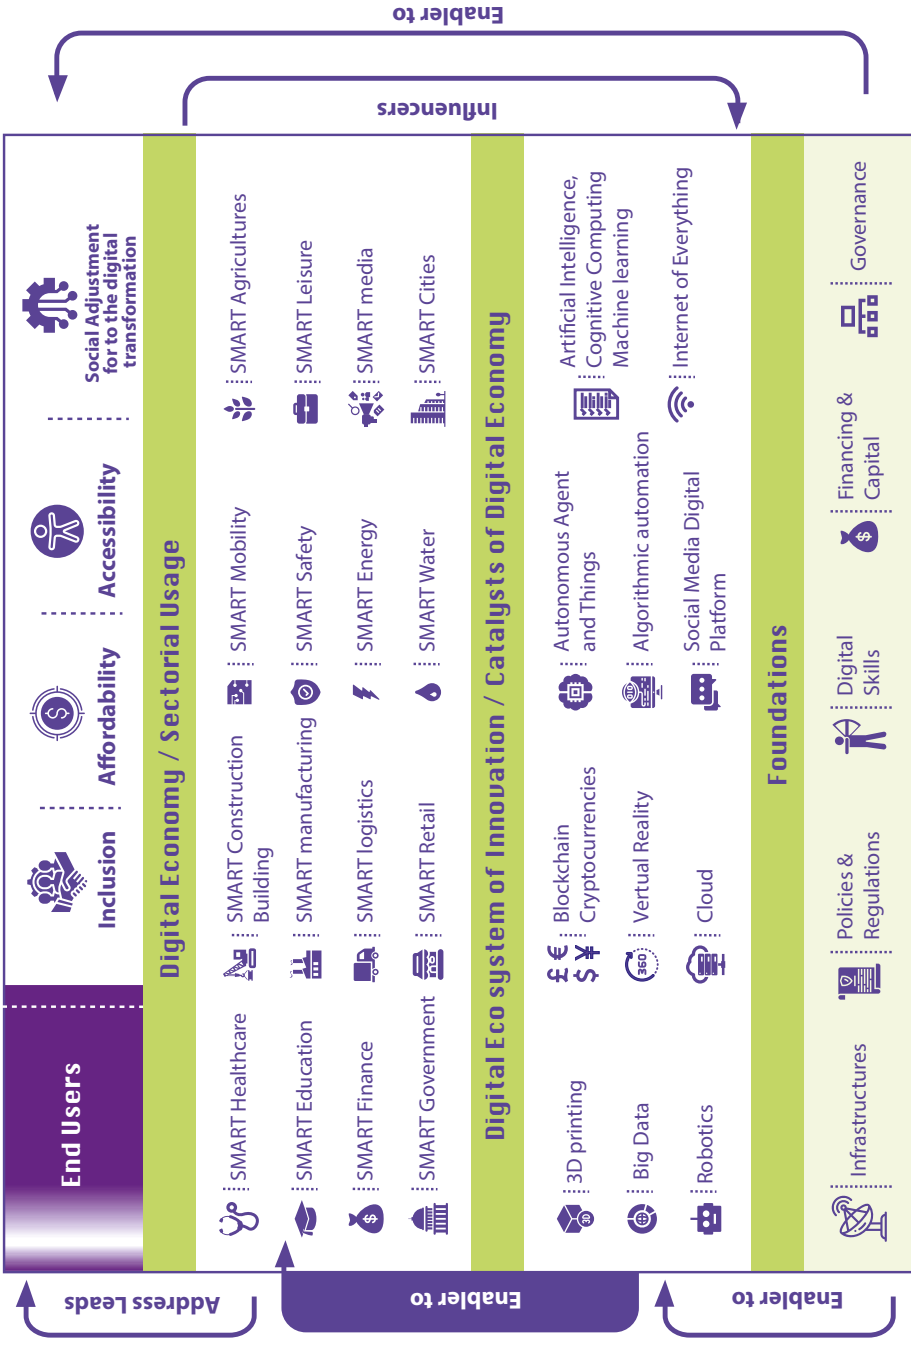 Enabler to
Influencers
End Users
Inclusion
Affordability
Accessibility
Social Adjustment
for to the digital
transformation
Digital Economy / Sectorial Usage
SMART Healthcare
SMART Construction
Building
SMART Mobility
SMART Agricultures
SMART Education
SMART manufacturing
SMART Safety
SMART Leisure
SMART Finance
SMART logistics
SMART Energy
SMART media
SMART Government
SMART Retail
SMART Water
SMART Cities
Digital Eco system of Innovation / Catalysts of Digital Economy
3D printing
3D
Blockchain
Cryptocurrencies
£ €
$ ¥
Autonomous Agent
and Things
Artificial Intelligence,
Cognitive Computing
Machine learning
Big Data
Vertual Reality
360°
Algorithmic automation
Internet of Everything
Robotics
Cloud
Social Media Digital
Platform
Foundations
Infrastructures
Policies &
Regulations
Digital
Skills
Financing &
Capital
Governance
Address Leads
Enabler to
Enabler to